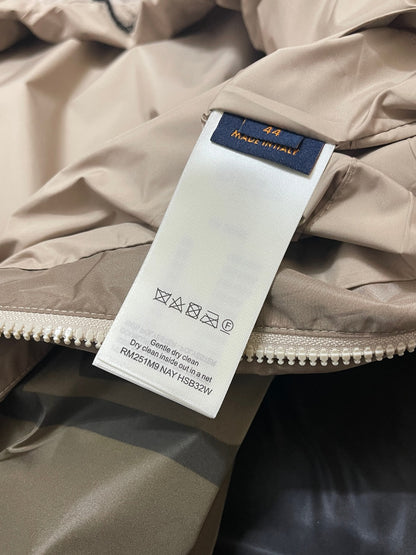 44
MADE IN ITALY
F
Gentle dry clean
Dry clean inside out in a net
RM251M9 NAY HSB32W